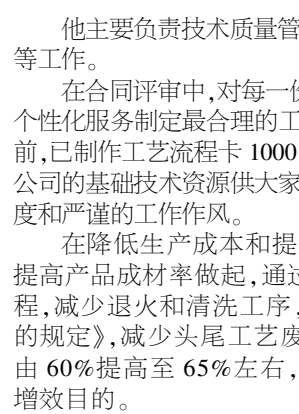 他主要负责技术质量管
等工作。
在合同评审中,对每一份
个性化服务制定最合理的工
前,已制作工艺流程卡 1000
公司的基础技术资源供大家
度和严谨的工作作风。
在降低生产成本和提
提高产品成材率做起,通过
程,减少退火和清洗工序,
的规定》,减少头尾工艺废
由 60%提高至 65%左右,
增效目的。